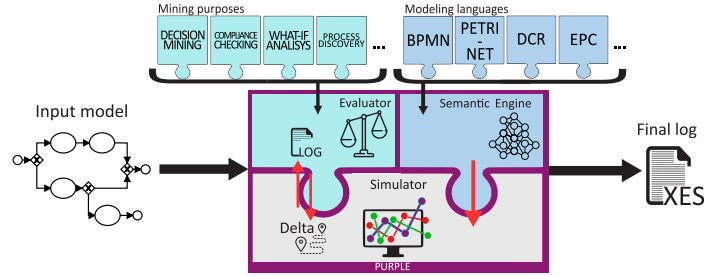 Mining purposes
Modeling languages
DECISION
MINING
COMPLIANCE
CHECKING
WHAT-IF
ANALISYS
PROCESS
DISCOVERY
...
BPMN
PETRI
-
NET
DCR
EPC
...
Input model
Evaluator
LOG
Semantic Engine
Final log
XES
Simulator
Delta
PURPLE